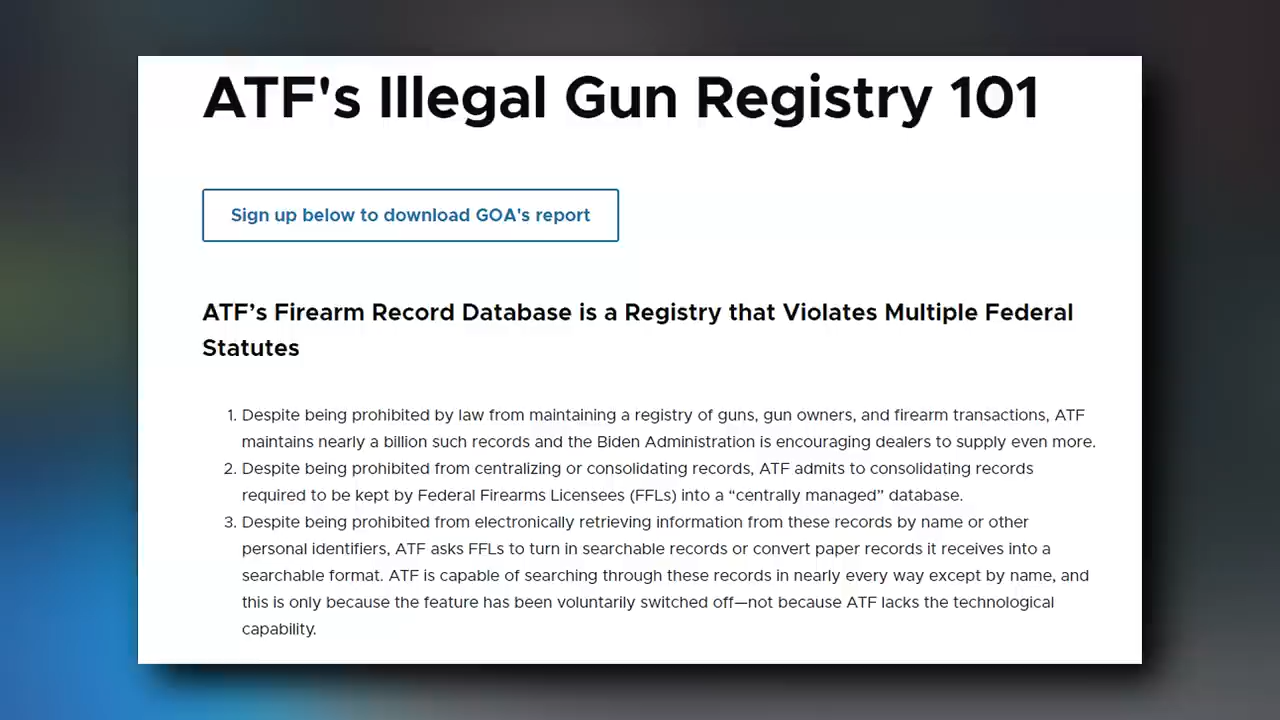 ATF's Illegal Gun Registry 101
Sign up below to download GOA's report
ATF’s Firearm Record Database is a Registry that Violates Multiple Federal
Statutes
1. Despite being prohibited by law from maintaining a registry of guns, gun owners, and firearm transactions, ATF
maintains nearly a billion such records and the Biden Administration is encouraging dealers to supply even more.
2. Despite being prohibited from centralizing or consolidating records, ATF admits to consolidating records
required to be kept by Federal Firearms Licensees (FFLs) into a “centrally managed” database.
3. Despite being prohibited from electronically retrieving information from these records by name or other
personal identifiers, ATF asks FFLs to turn in searchable records or convert paper records it receives into a
searchable format. ATF is capable of searching through these records in nearly every way except by name, and
this is only because the feature has been voluntarily switched off—not because ATF lacks the technological
capability.